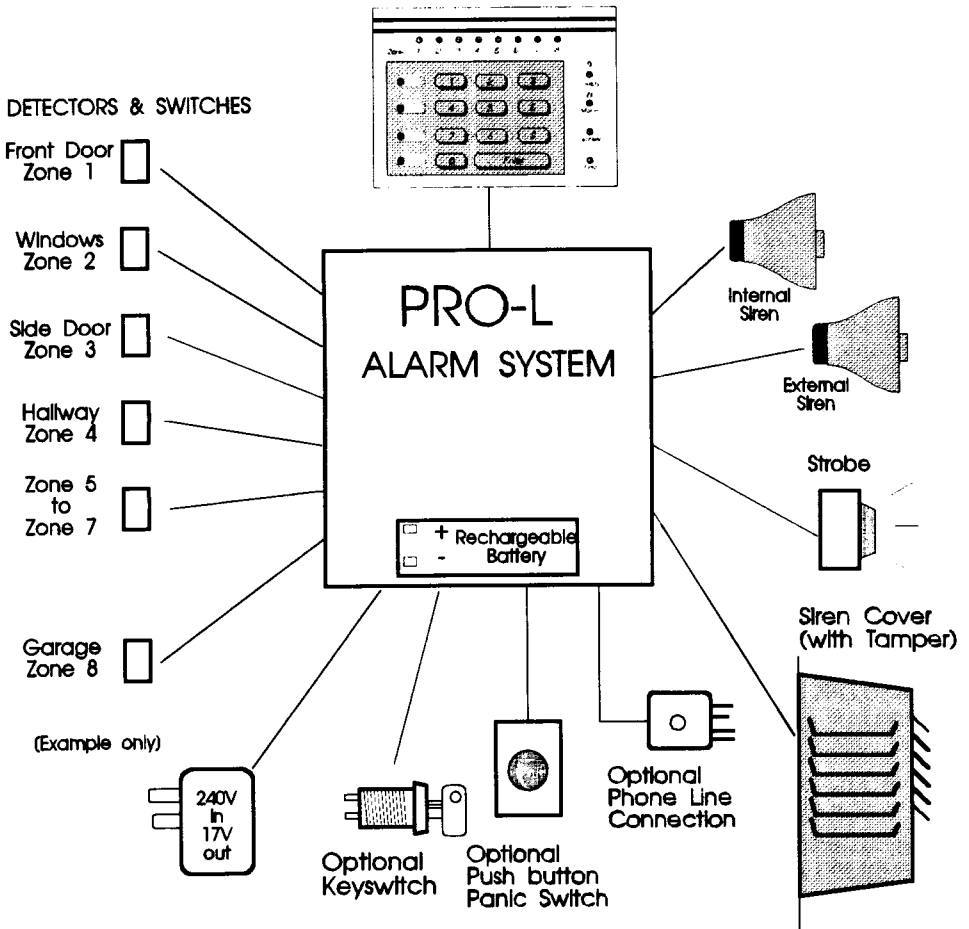 DETECTORS & SWITCHES
Front Door
Zone 1
Windows
Zone 2
Side Door
Zone 3
Hallway
Zone 4
Zone 5
to
Zone 7
Garage
Zone 8
(Example only)
PRO-L
ALARM SYSTEM
+ Rechargeable
- Battery
Internal
Siren
External
Siren
Strobe
Siren Cover
(with Tamper)
240V
in
17V
out
Optional
Keyswitch
Optional
Push button
Panic Switch
Optional
Phone Line
Connection